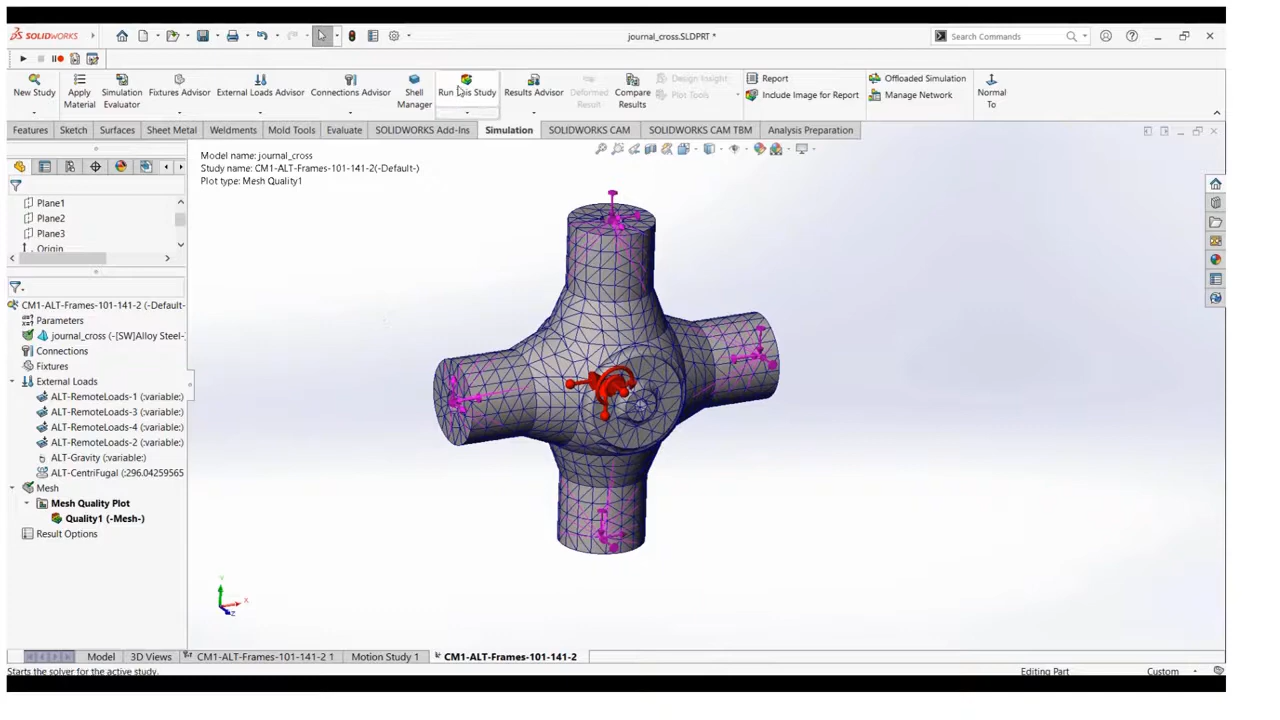 SOLIDWORKS
journal_cross.SLDPRT *
Search Commands
New Study
Apply Material
Simulation Evaluator
Fixtures Advisor
External Loads Advisor
Connections Advisor
Shell Manager
Run This Study
Results Advisor
Deformed Result
Compare Results
Design Insight
Plot Tools
Report
Include Image for Report
Offloaded Simulation
Manage Network
Normal To
Features
Sketch
Surfaces
Sheet Metal
Weldments
Mold Tools
Evaluate
SOLIDWORKS Add-Ins
Simulation
SOLIDWORKS CAM
SOLIDWORKS CAM TBM
Analysis Preparation
Model name: journal_cross
Study name: CM1-ALT-Frames-101-141-2(-Default-)
Plot type: Mesh Quality1
Plane1
Plane2
Plane3
Origin
CM1-ALT-Frames-101-141-2 (-Default-
Parameters
journal_cross (-[SW]Alloy Steel-
Connections
Fixtures
External Loads
ALT-RemoteLoads-1 (variable:)
ALT-RemoteLoads-3 (variable:)
ALT-RemoteLoads-4 (variable:)
ALT-RemoteLoads-2 (variable:)
ALT-Gravity (variable:)
ALT-CentriFugal (:296.04259565
Mesh
Mesh Quality Plot
Quality1 (-Mesh-)
Result Options
Y
X
Z
Model
3D Views
CM1-ALT-Frames-101-141-2 1
Motion Study 1
CM1-ALT-Frames-101-141-2
Starts the solver for the active study.
Editing Part
Custom